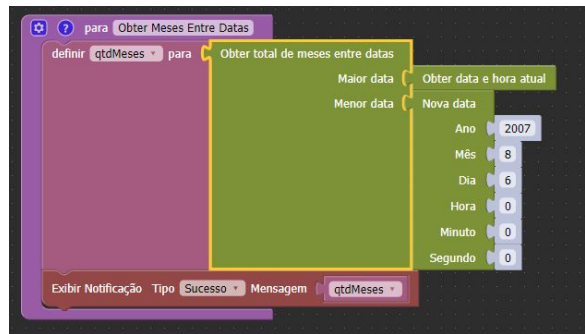 ? para Obter Meses Entre Datas
definir qtdMeses para Obter total de meses entre datas
Maior data Obter data e hora atual
Menor data Nova data
Ano 2007
Mês 8
Dia 6
Hora 0
Minuto 0
Segundo 0
Exibir Notificação Tipo Sucesso Mensagem qtdMeses